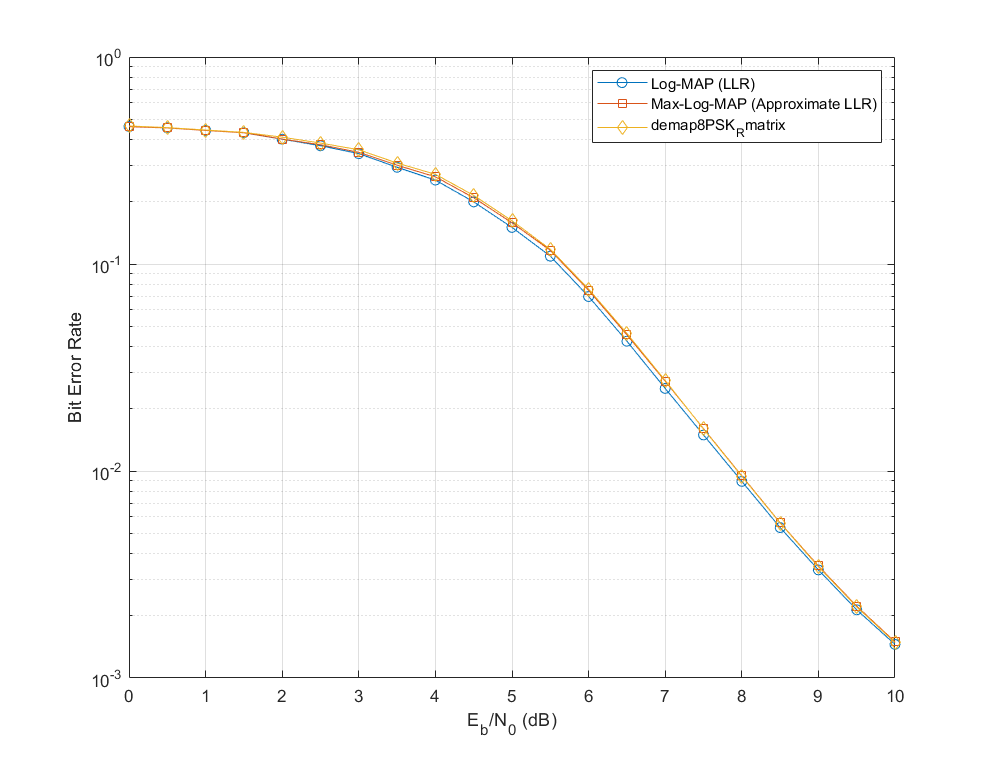 Log-MAP (LLR)
Max-Log-MAP (Approximate LLR)
demap8PSK_Rmatrix
10^0
10^-1
10^-2
10^-3
Bit Error Rate
0 1 2 3 4 5 6 7 8 9 10
E_b/N_0 (dB)